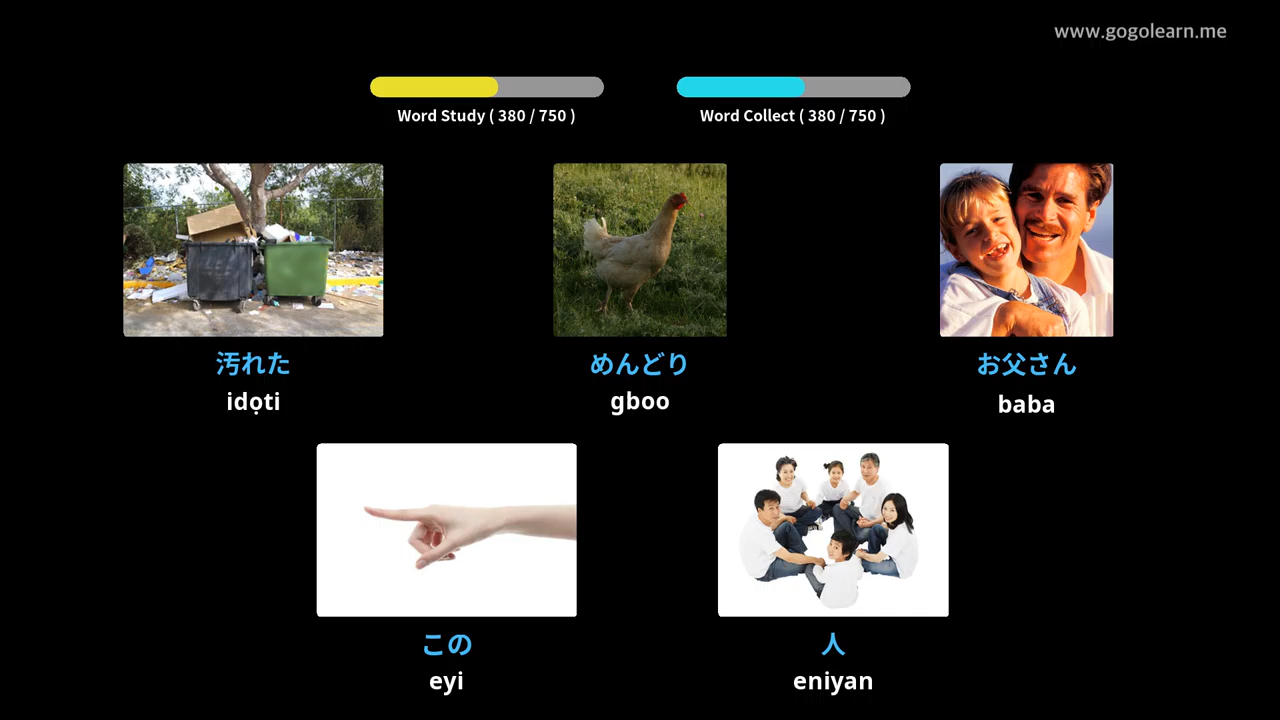 www.gogolearn.me
Word Study ( 380 / 750 )
Word Collect ( 380 / 750 )
汚れた
idọti
めんどり
gboo
お父さん
baba
この
eyi
人
eniyan